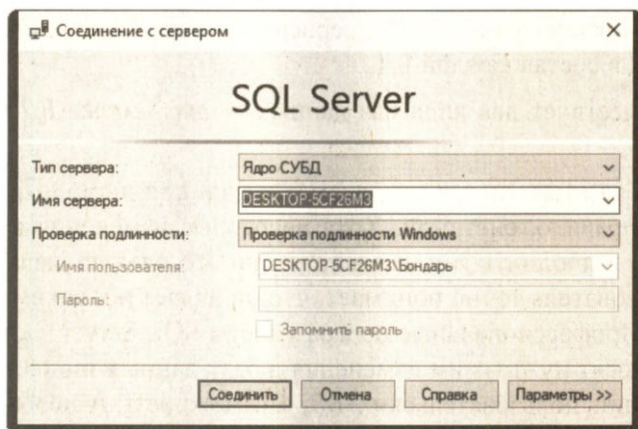 Соединение с сервером
SQL Server
Тип сервера: Ядро СУБД
Имя сервера: DESKTOP-5CF26M3
Проверка подлинности: Проверка подлинности Windows
Имя пользователя: DESKTOP-5CF26M3\Бондарь
Пароль
Запомнить пароль
Соединить Отмена Справка Параметры >>